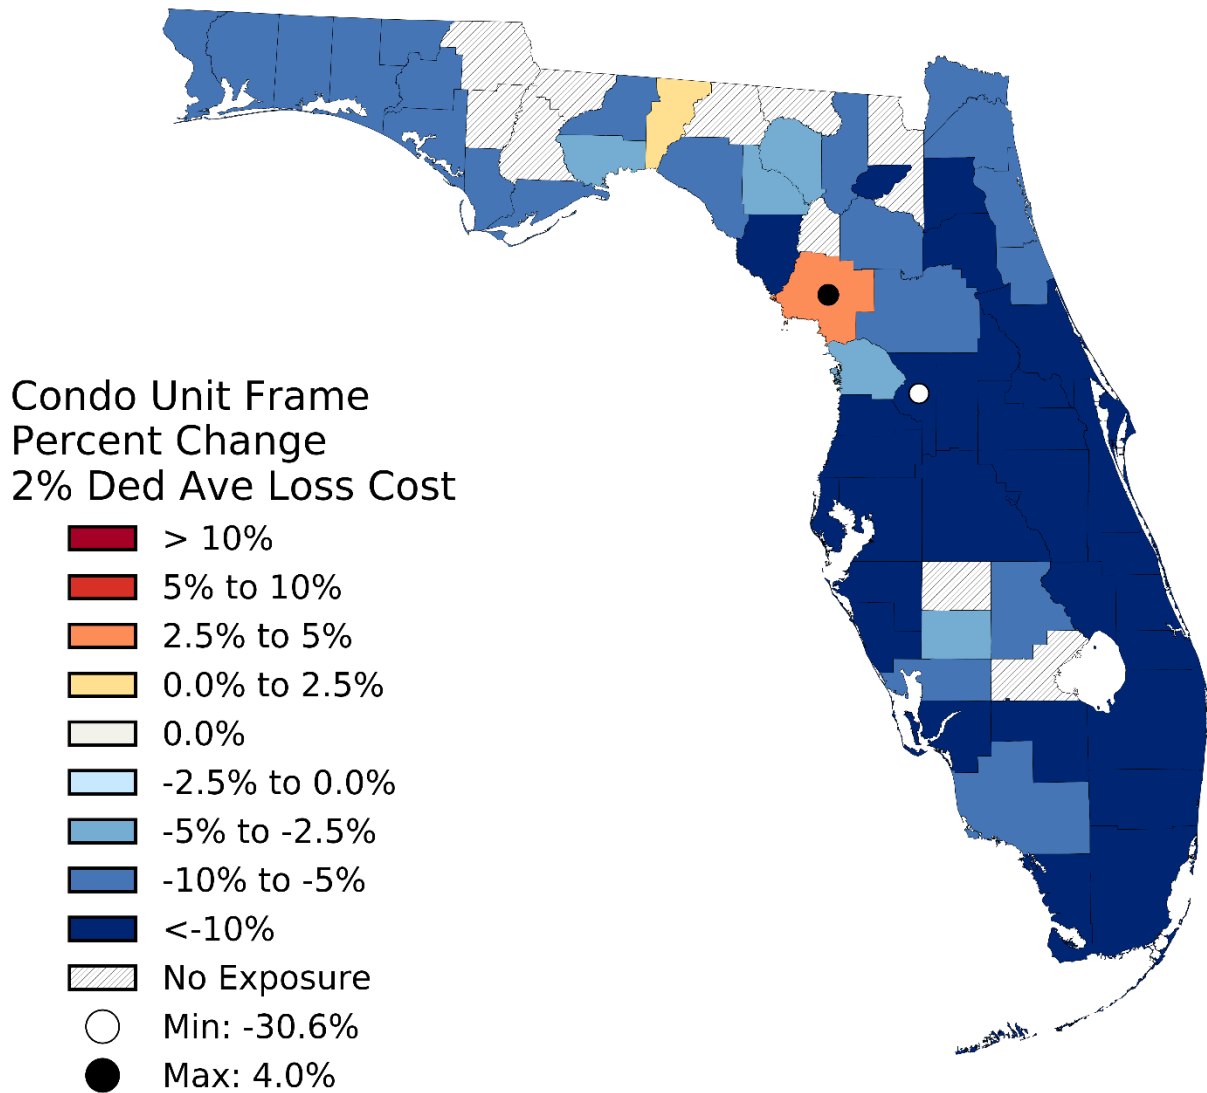 Condo Unit Frame
Percent Change
2% Ded Ave Loss Cost
> 10%
5% to 10%
2.5% to 5%
0.0% to 2.5%
0.0%
-2.5% to 0.0%
-5% to -2.5%
-10% to -5%
<-10%
No Exposure
Min: -30.6%
Max: 4.0%